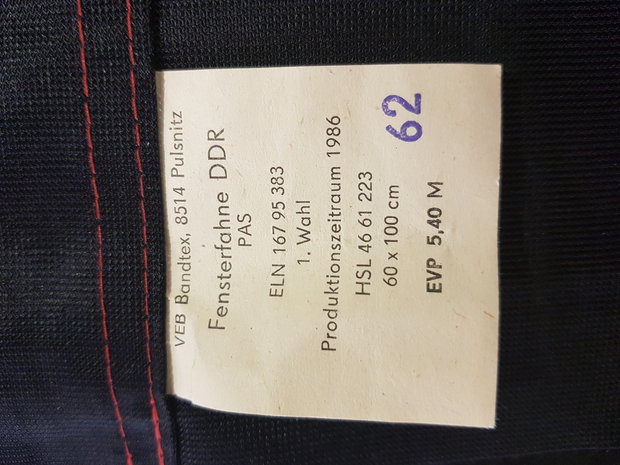 VEB Bandtex, 8514 Pulsnitz
Fensterfahne DDR
PAS
ELN 167 95 383
1. Wahl
Produktionszeitraum 1986
HSL 46 61 223
60 x 100 cm
EVP 5,40 M
62